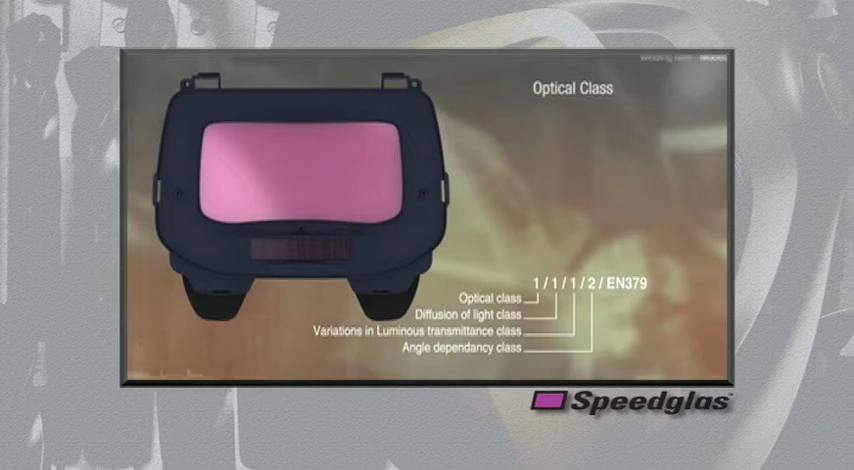 Optical Class
1 / 1 / 1 / 2 / EN379
Optical class
Diffusion of light class
Variations in Luminous transmittance class
Angle dependancy class
Speedglas™